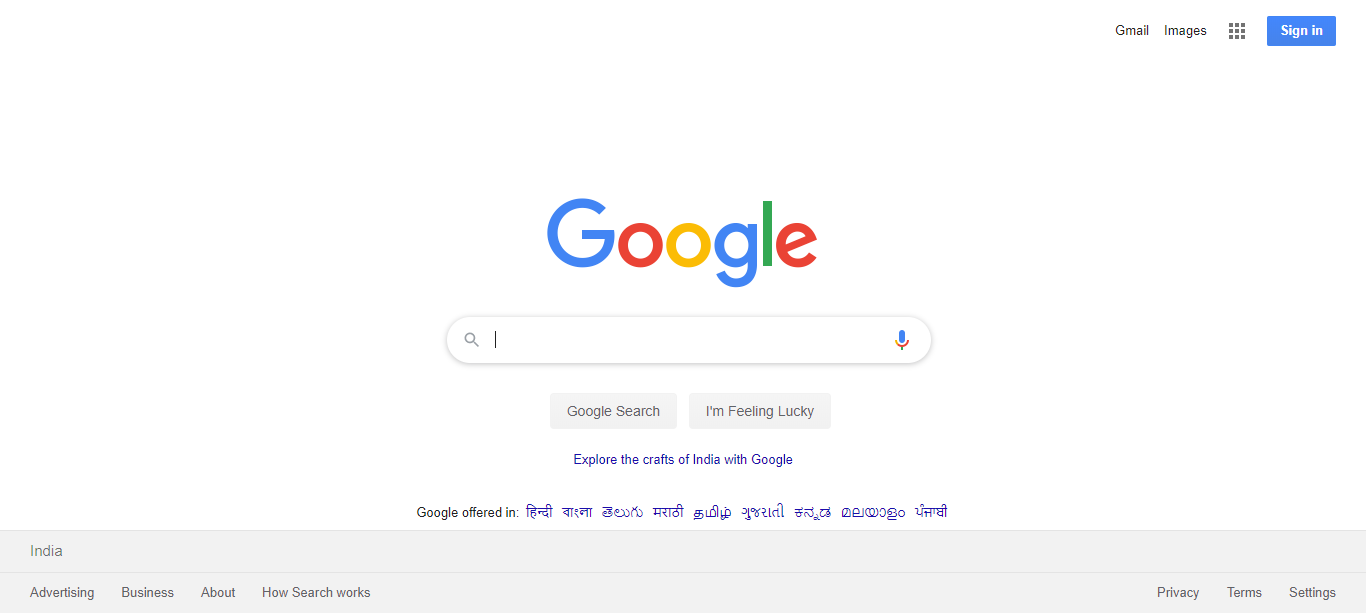 Gmail Images Sign in
Google
Google Search I'm Feeling Lucky
Explore the crafts of India with Google
Google offered in: हिन्दी বাংলা తెలుగు मराठी தமிழ் ગુજરાતી ಕನ್ನಡ മലയാളം ਪੰਜਾਬੀ
India
Advertising Business About How Search works Privacy Terms Settings